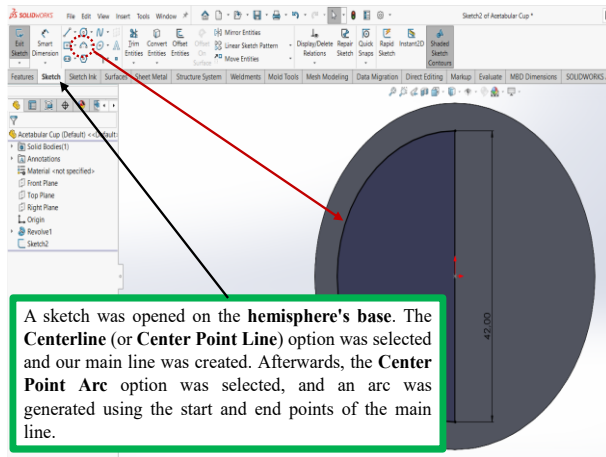 SOLIDWORKS File Edit View Insert Tools Window Sketch2 of Acetabular Cup *
Exit Sketch Smart Dimension Trim Entities Convert Entities Offset Entities Offset On Surface Mirror Entities Linear Sketch Pattern Move Entities Display/Delete Relations Repair Sketch Quick Snaps Rapid Sketch Instant2D Shaded Sketch Contours
Features Sketch Sketch Ink Surfaces Sheet Metal Structure System Weldments Mold Tools Mesh Modeling Data Migration Direct Editing Markup Evaluate MBD Dimensions SOLIDWORKS
Acetabular Cup (Default) <<Default
Solid Bodies(1)
Annotations
Material <not specified>
Front Plane
Top Plane
Right Plane
Origin
Revolve1
Sketch2
42.00
A sketch was opened on the hemisphere's base. The
Centerline (or Center Point Line) option was selected
and our main line was created. Afterwards, the Center
Point Arc option was selected, and an arc was
generated using the start and end points of the main
line.